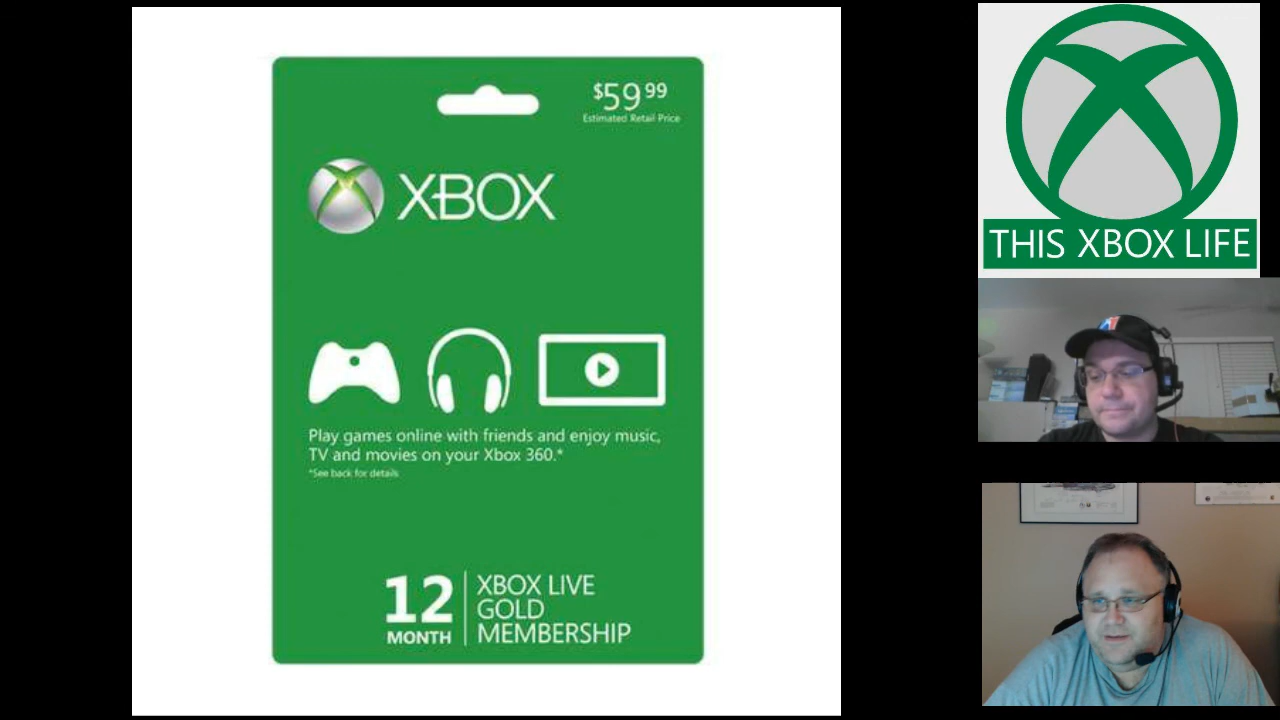 $59.99
Estimated Retail Price
XBOX
Play games online with friends and enjoy music,
TV and movies on your Xbox 360.*
*See back for details
12
MONTH
XBOX LIVE
GOLD
MEMBERSHIP
THIS XBOX LIFE